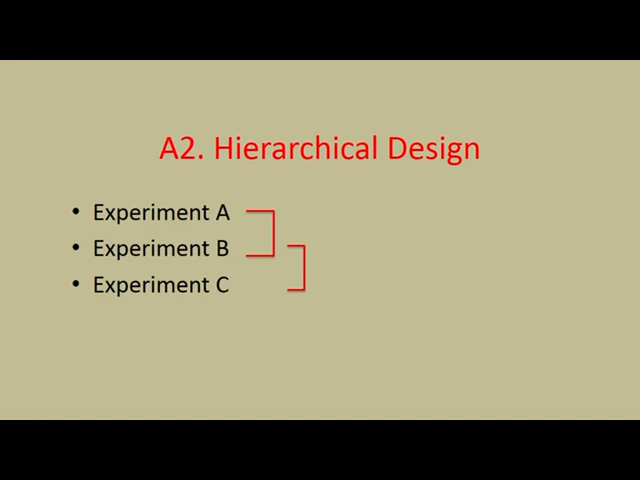 A2. Hierarchical Design
• Experiment A
• Experiment B
• Experiment C